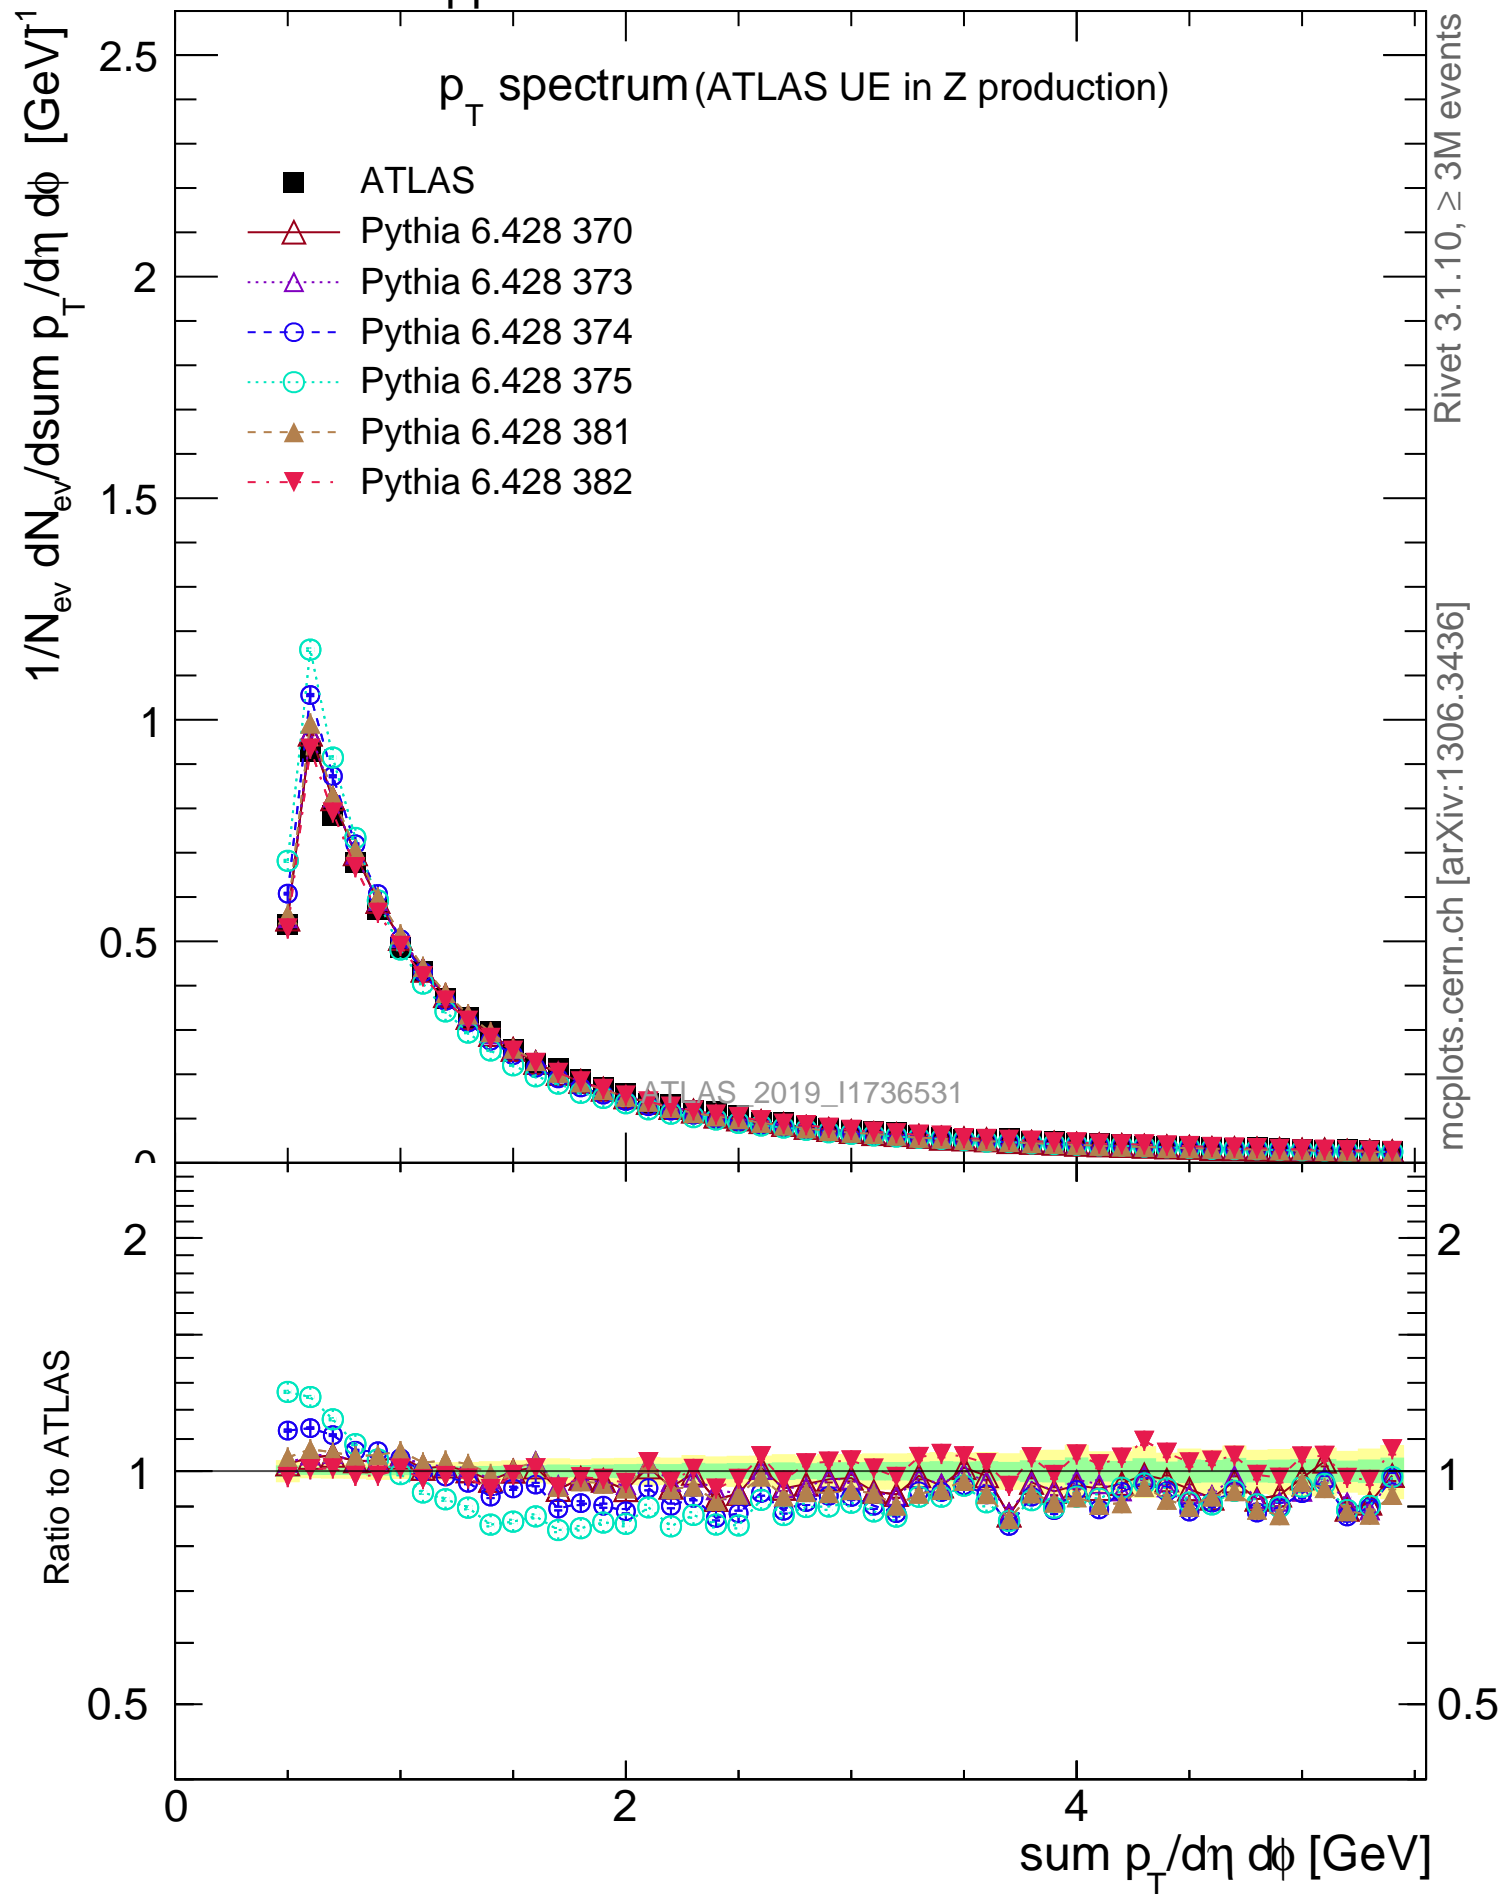 pp
1/N_ev dN_ev/dsum p_T/dη dϕ [GeV]^-1
p_T spectrum (ATLAS UE in Z production)
ATLAS
Pythia 6.428 370
Pythia 6.428 373
Pythia 6.428 374
Pythia 6.428 375
Pythia 6.428 381
Pythia 6.428 382
2.5
2
1.5
1
0.5
0
ATLAS_2019_I1736531
Rivet 3.1.10, ≥ 3M events
mcplots.cern.ch [arXiv:1306.3436]
Ratio to ATLAS
2
1
0.5
2
1
0.5
0
2
4
sum p_T/dη dϕ [GeV]